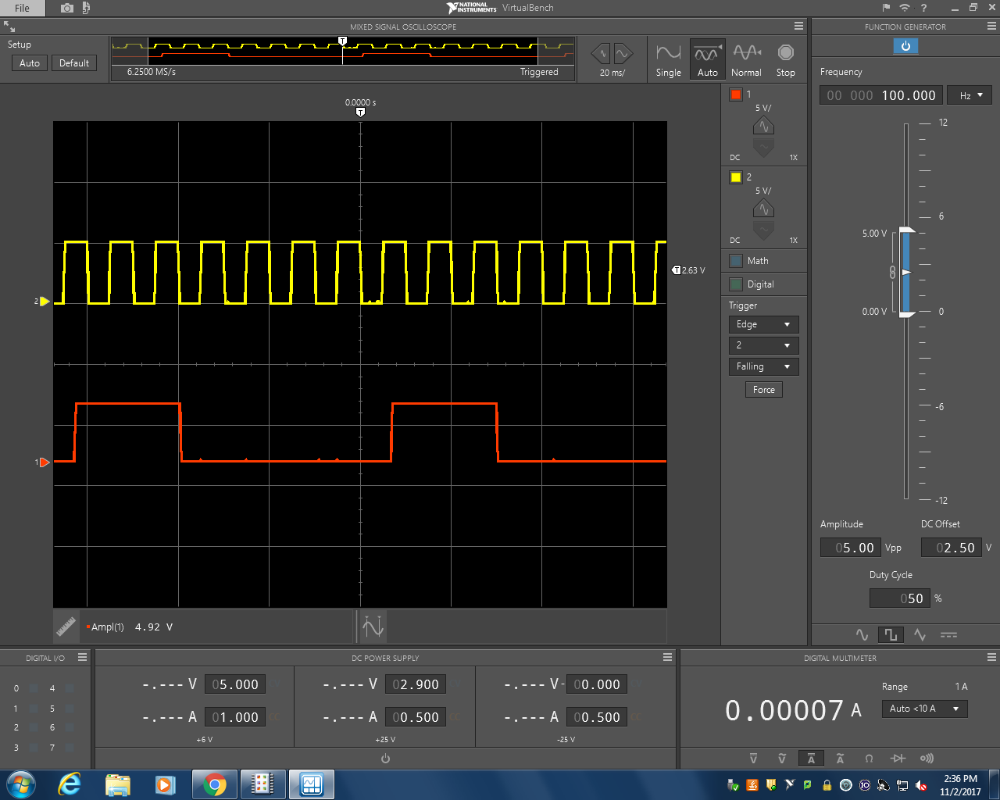 File
NATIONAL INSTRUMENTS VirtualBench
?
MIXED SIGNAL OSCILLOSCOPE
FUNCTION GENERATOR
Setup
Auto Default
T
6.2500 MS/s
Triggered
20 ms/
Single Auto Normal Stop
0.0000 s
T
1
5 V/
DC 1X
2
5 V/
DC 1X
Math
Digital
Trigger
Edge
2
Falling
Force
2
T 2.63 V
1
Ampl(1) 4.92 V
Frequency
00 000 100.000 Hz
12
6
5.00 V
0.00 V
0
-6
-12
Amplitude DC Offset
05.00 Vpp 02.50 V
Duty Cycle
050 %
DIGITAL I/O
0 4
1 5
2 6
3 7
DC POWER SUPPLY
-.--- V 05.000
-.--- A 01.000
+6 V
-.--- V 02.900
-.--- A 00.500
+25 V
-.--- V -00.000
-.--- A 00.500
-25 V
DIGITAL MULTIMETER
0.00007 A
Range 1 A
Auto <10 A
V V A A Ω
2:36 PM
11/2/2017